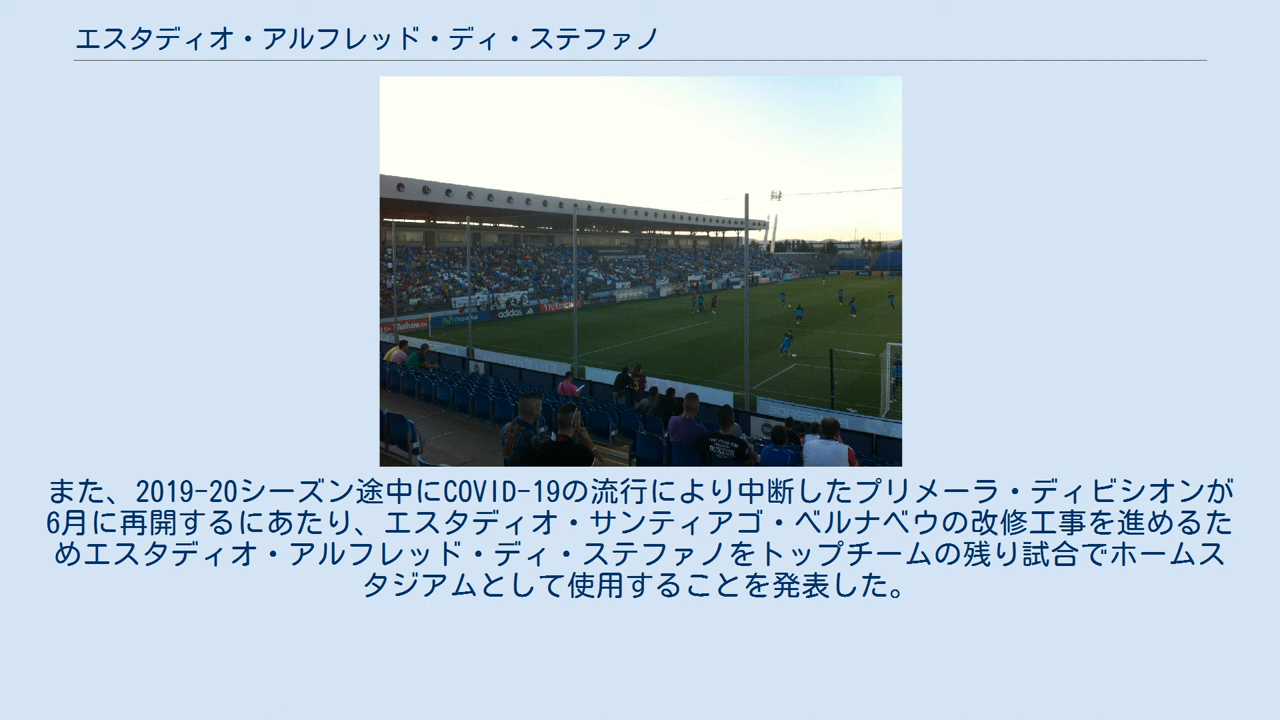 エスタディオ・アルフレッド・ディ・ステファノ
movistar
adidas
Fly Emirates
3
また、2019-20シーズン途中にCOVID-19の流行により中断したプリメーラ・ディビシオンが
6月に再開するにあたり、エスタディオ・サンティアゴ・ベルナベウの改修工事を進めるた
めエスタディオ・アルフレッド・ディ・ステファノをトップチームの残り試合でホームス
タジアムとして使用することを発表した。